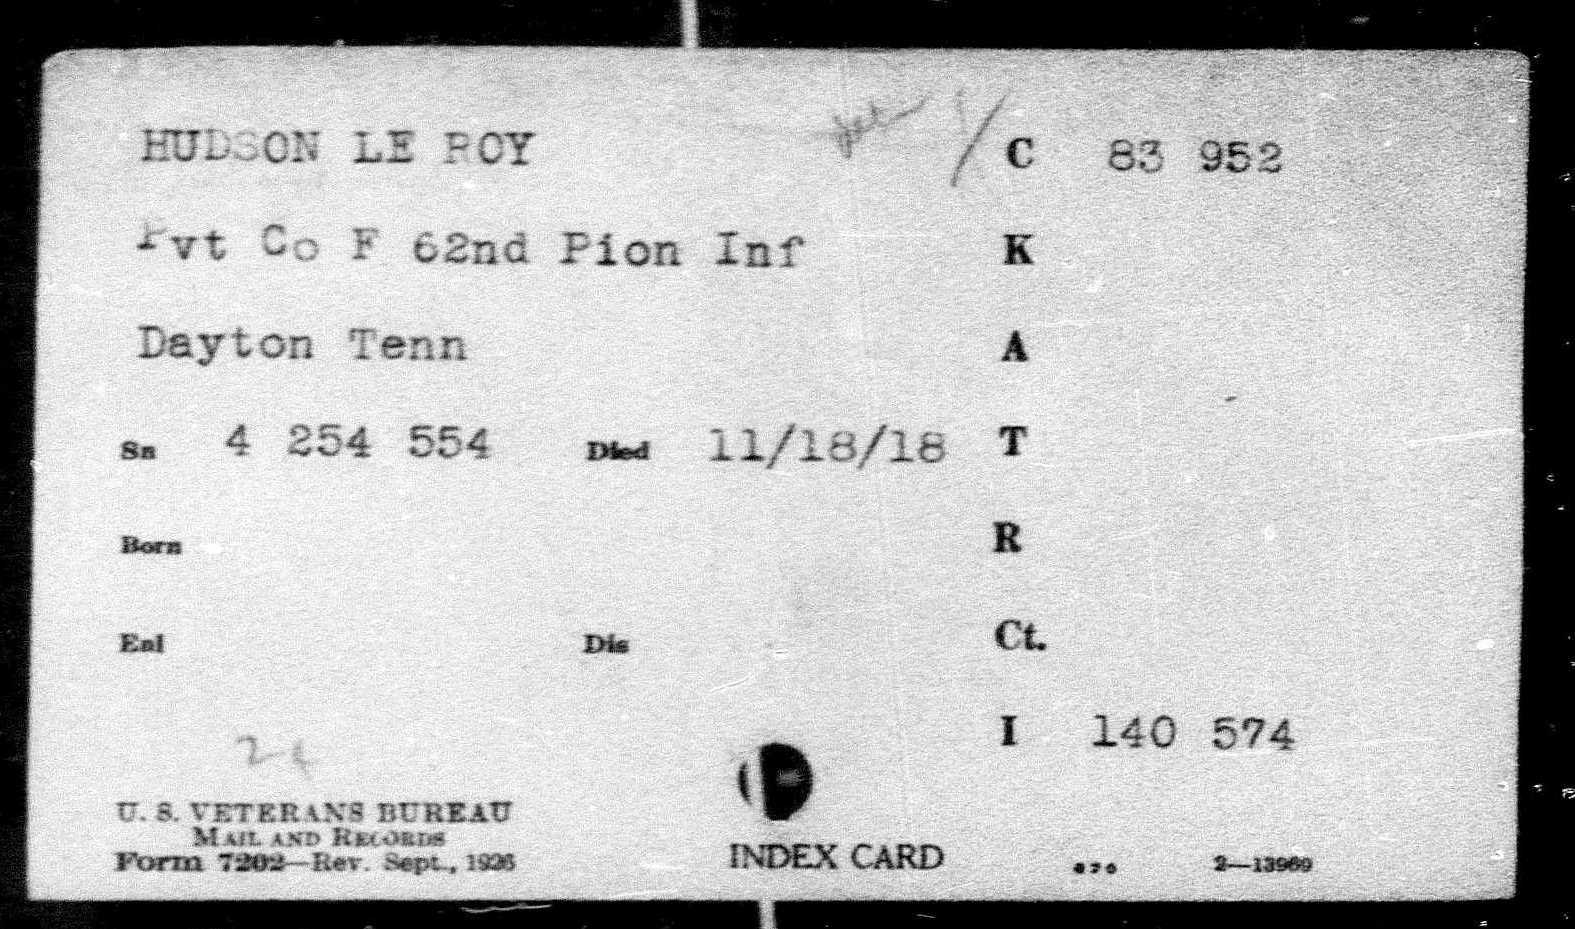 HUDSON LE ROY
C 83 952
Pvt Co F 62nd Pion Inf
K
Dayton Tenn
A
Sn 4 254 554 Died 11/18/18
T
Born
R
Enl Dis
Ct.
I 140 574
U. S. VETERANS BUREAU
MAIL AND RECORDS
Form 7202—Rev. Sept., 1926
INDEX CARD
2—13969